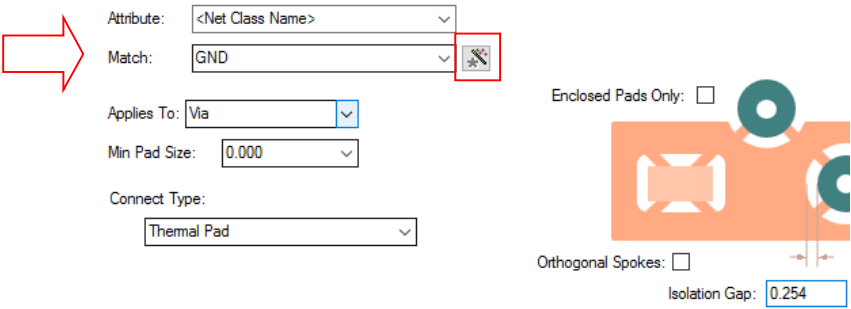 Attribute: <Net Class Name>
Match: GND
Applies To: Via
Min Pad Size: 0.000
Connect Type:
Thermal Pad
Enclosed Pads Only:
Orthogonal Spokes:
Isolation Gap: 0.254